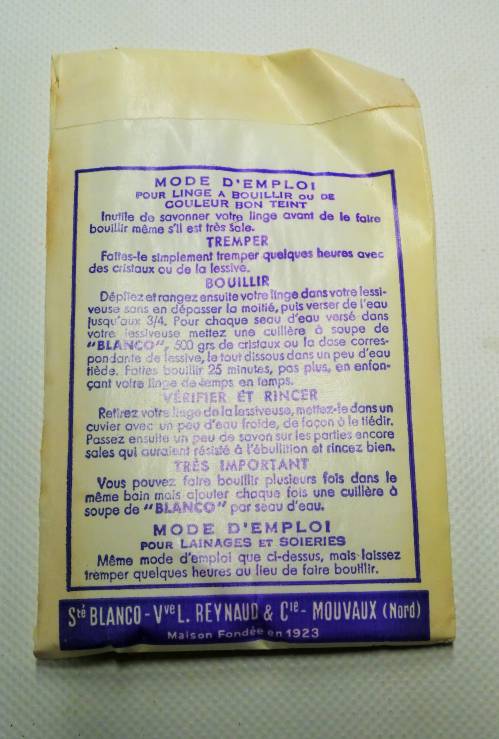 MODE D'EMPLOI
POUR LINGE A BOUILLIR OU DE
COULEUR BON TEINT
Inutile de savonner votre linge avant de le faire
bouillir même s'il est très sale.
TREMPER
Faites-le simplement tremper quelques heures avec
des cristaux ou de la lessive.
BOUILLIR
Dépliez et rangez ensuite votre linge dans votre lessi-
veuse sans en dépasser la moitié, puis verser de l'eau
jusqu'aux 3/4. Pour chaque seau d'eau versé dans
votre lessiveuse mettez une cuillère à soupe de
"BLANCO", 500 grs de cristaux ou la dose corres-
pondante de lessive, le tout dissous dans un peu d'eau
tiède. Faites bouillir 25 minutes, pas plus, en enfon-
çant votre linge de temps en temps.
VÉRIFIER ET RINCER
Retirez votre linge de la lessiveuse, mettez-le dans un
cuvier avec un peu d'eau froide, de façon à le tiédir.
Passez ensuite un peu de savon sur les parties encore
sales qui auraient résisté à l'ébullition et rincez bien.
TRÈS IMPORTANT
Vous pouvez faire bouillir plusieurs fois dans le
même bain mais ajouter chaque fois une cuillère à
soupe de "BLANCO" par seau d'eau.
MODE D'EMPLOI
POUR LAINAGES ET SOIERIES
Même mode d'emploi que ci-dessus, mais laissez
tremper quelques heures au lieu de faire bouillir.
Sté BLANCO - Vve L. REYNAUD & Cie - MOUVAUX (Nord)
Maison Fondée en 1923